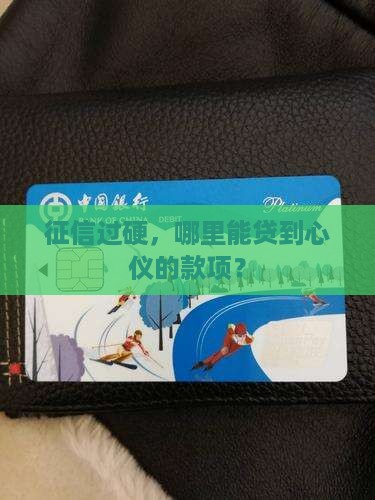 中国银行
Platinum
BANK OF CHINA
DEBIT
征信过硬，哪里能贷到心
仪的款项？